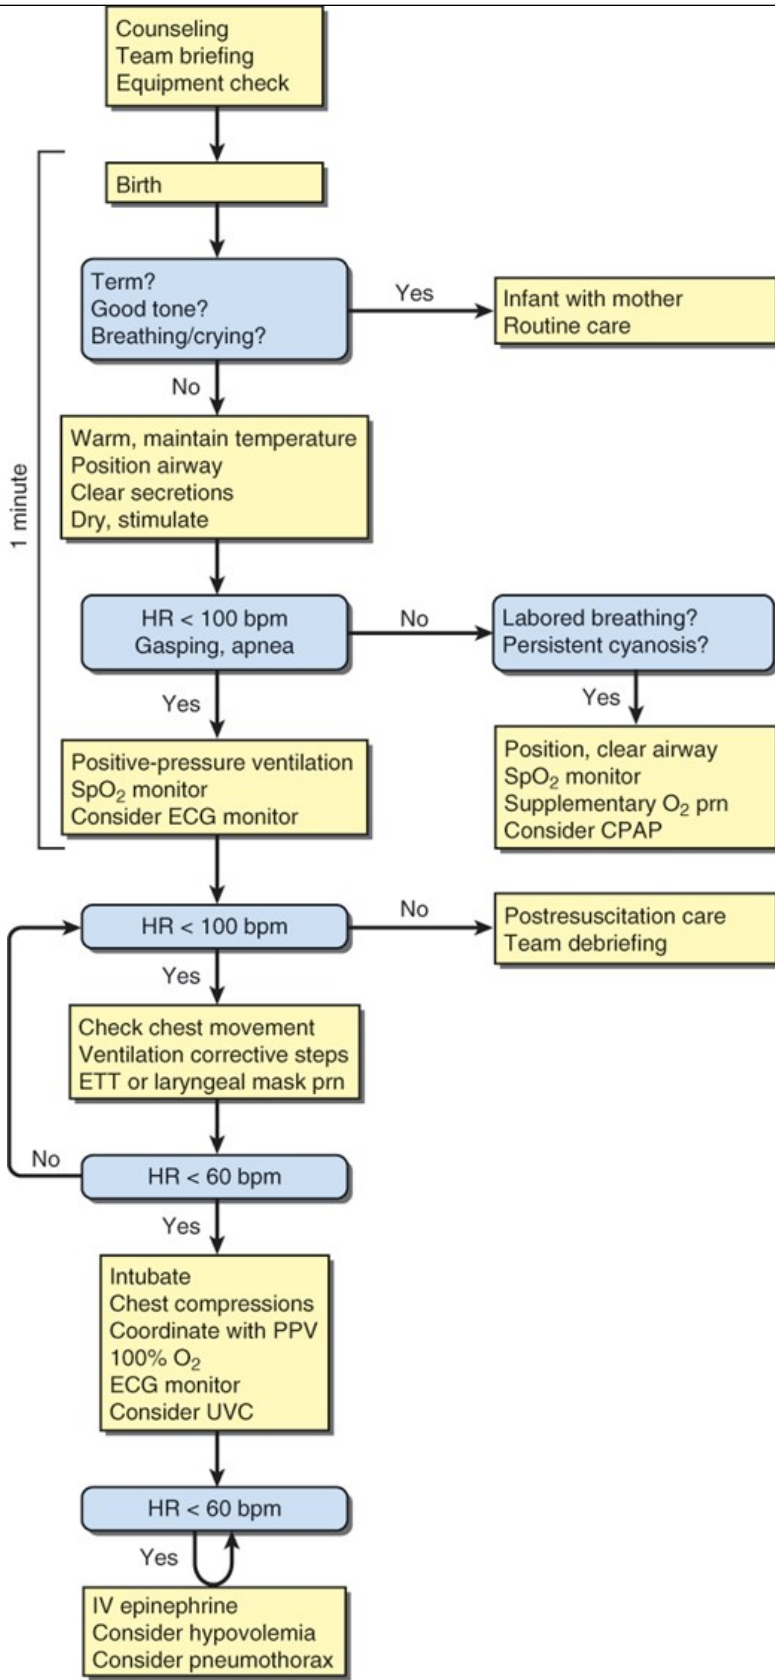 Counseling
Team briefing
Equipment check
Birth
Term?
Good tone?
Breathing/crying?
Yes
Infant with mother
Routine care
No
Warm, maintain temperature
Position airway
Clear secretions
Dry, stimulate
1 minute
HR < 100 bpm
Gasping, apnea
No
Labored breathing?
Persistent cyanosis?
Yes
Yes
Positive-pressure ventilation
SpO₂ monitor
Consider ECG monitor
Position, clear airway
SpO₂ monitor
Supplementary O₂ prn
Consider CPAP
HR < 100 bpm
No
Postresuscitation care
Team debriefing
Yes
Check chest movement
Ventilation corrective steps
ETT or laryngeal mask prn
No
HR < 60 bpm
Yes
Intubate
Chest compressions
Coordinate with PPV
100% O₂
ECG monitor
Consider UVC
HR < 60 bpm
Yes
IV epinephrine
Consider hypovolemia
Consider pneumothorax